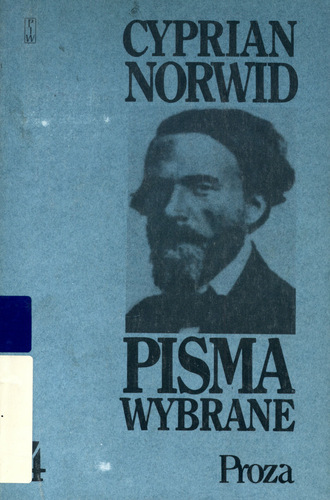 CYPRIAN
NORWID
PISMA
WYBRANE
4
Proza